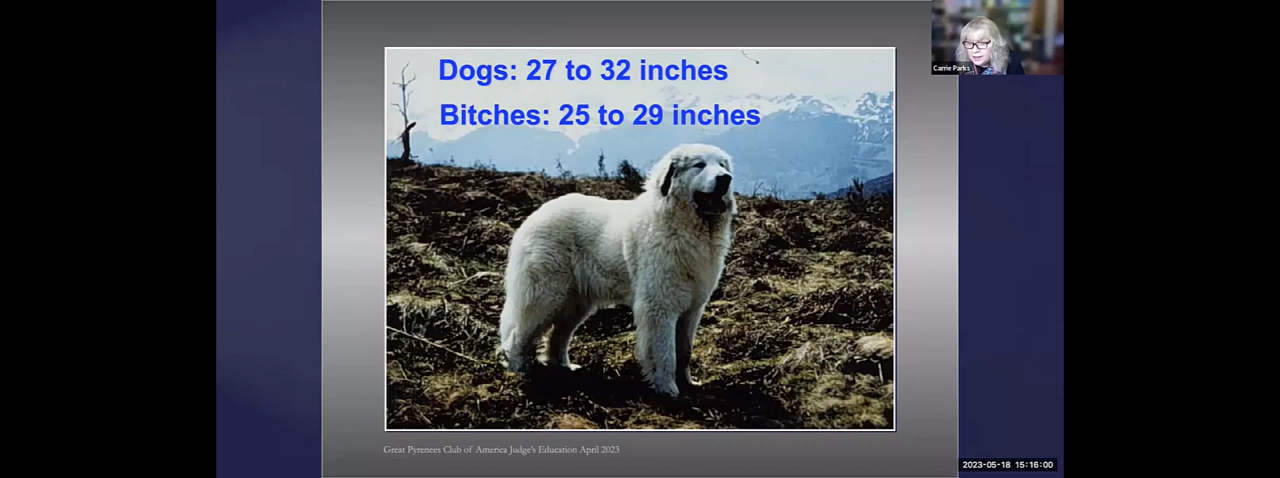 Dogs: 27 to 32 inches
Bitches: 25 to 29 inches
Carrie Parks
Great Pyrenees Club of America Judge's Education April 2023
2023-05-18 15:16:00